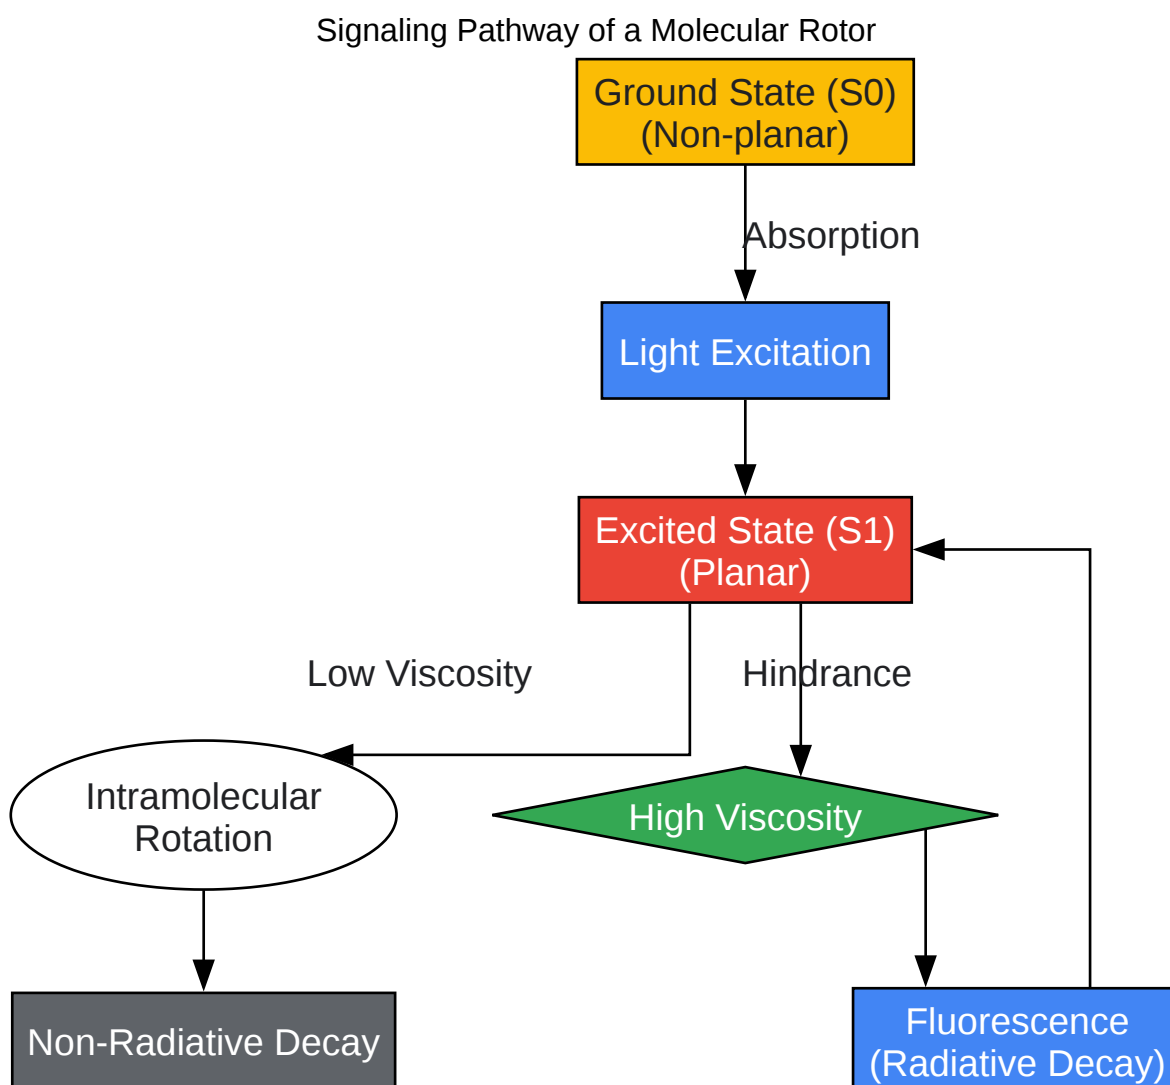 Signaling Pathway of a Molecular Rotor
Ground State (S0)
(Non-planar)
Absorption
Light Excitation
Excited State (S1)
(Planar)
Low Viscosity
Hindrance
Intramolecular
Rotation
High Viscosity
Non-Radiative Decay
Fluorescence
(Radiative Decay)